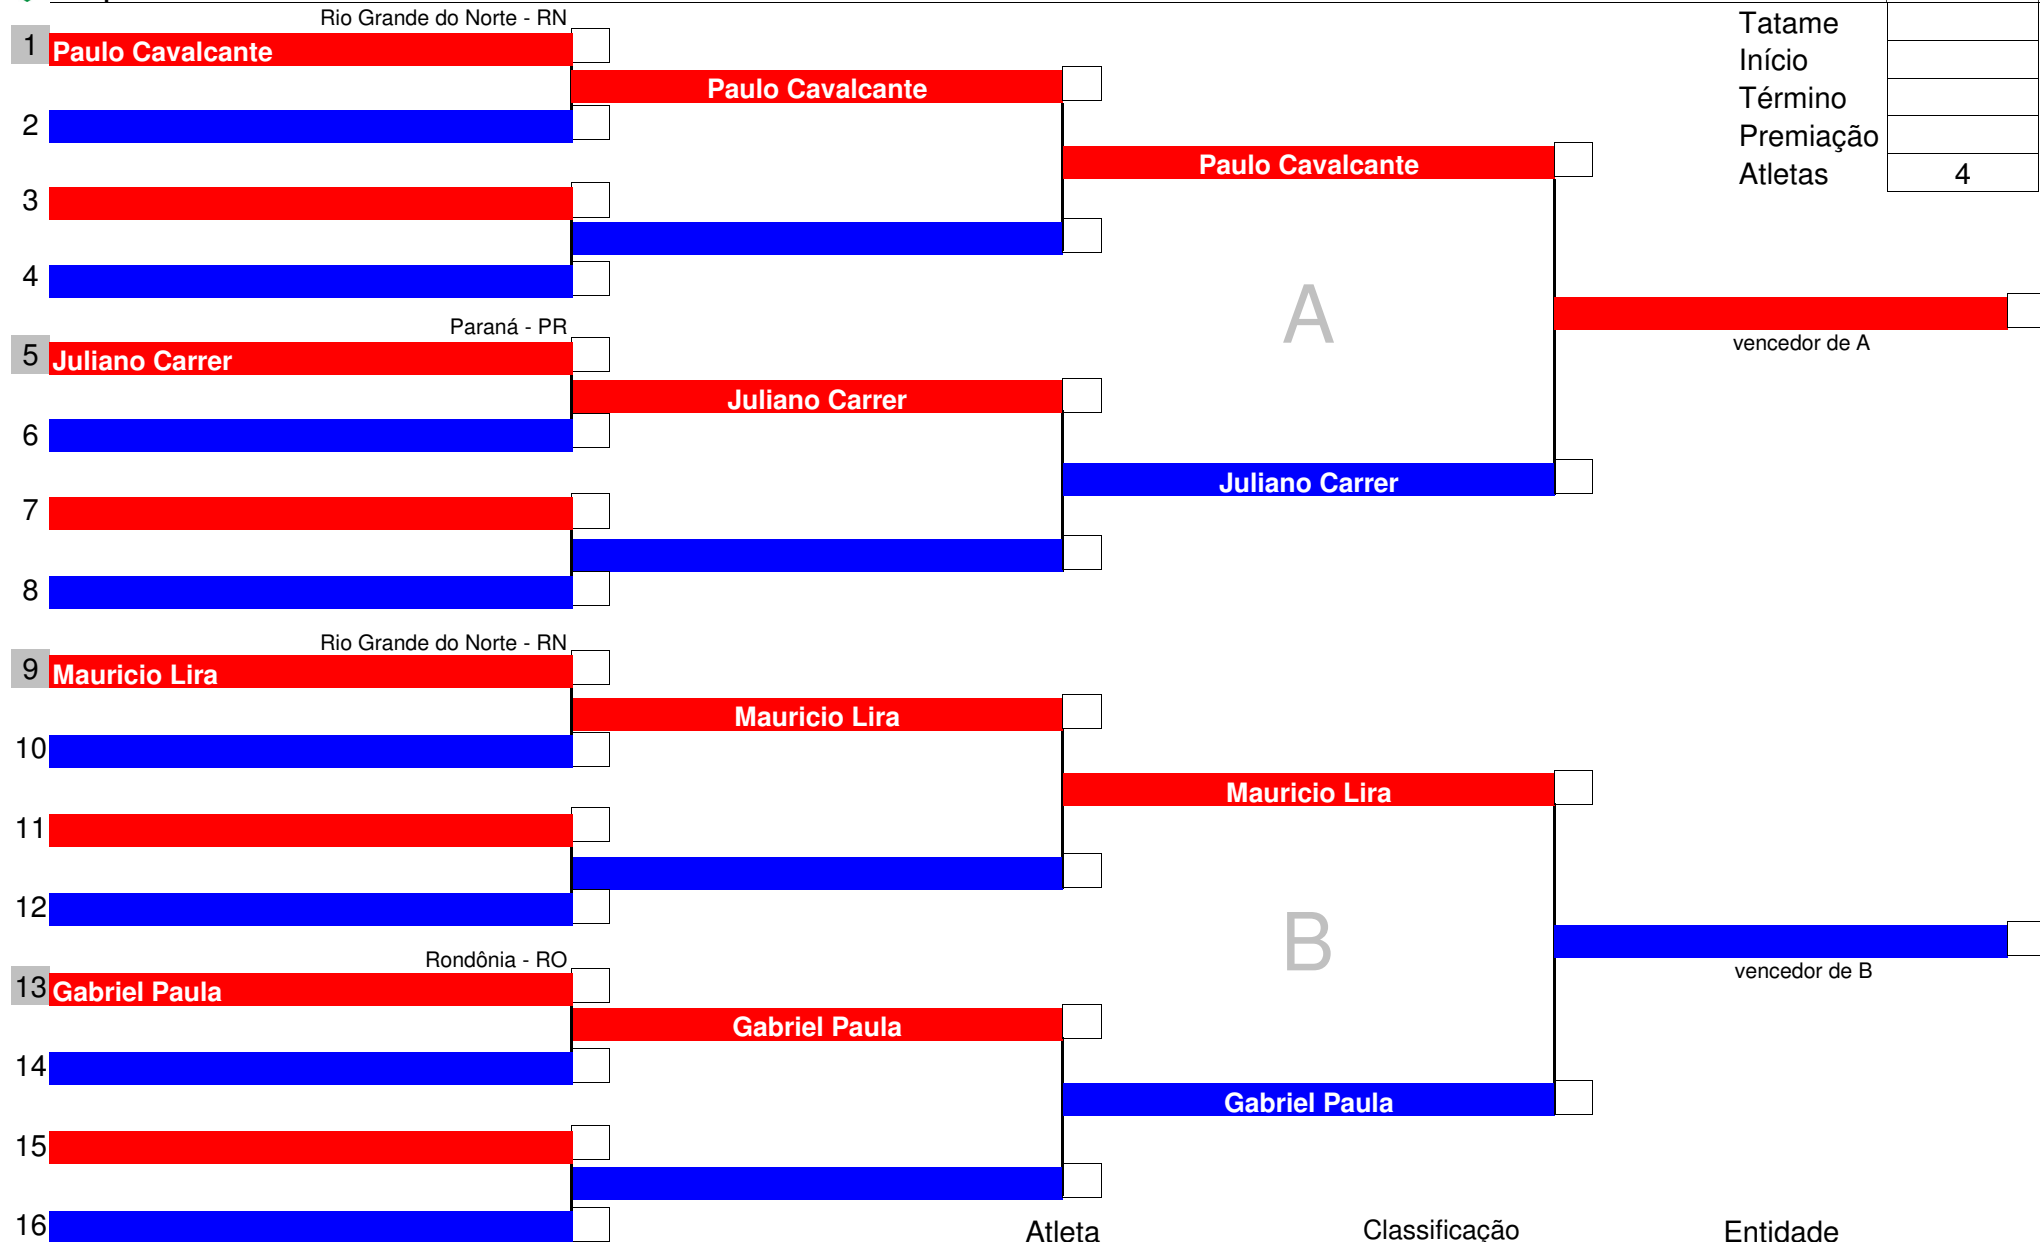 Rio Grande do Norte - RN
Tatame
1 Paulo Cavalcante
Início
Paulo Cavalcante
Término
2
Premiação
Paulo Cavalcante
Atletas 4
3
4
Paraná - PR
vencedor de A
A
5 Juliano Carrer
Juliano Carrer
6
Juliano Carrer
7
8
Rio Grande do Norte - RN
9 Mauricio Lira
Mauricio Lira
10
Mauricio Lira
11
12
B
Rondônia - RO
vencedor de B
13 Gabriel Paula
Gabriel Paula
14
Gabriel Paula
15
16
Atleta Classificação Entidade